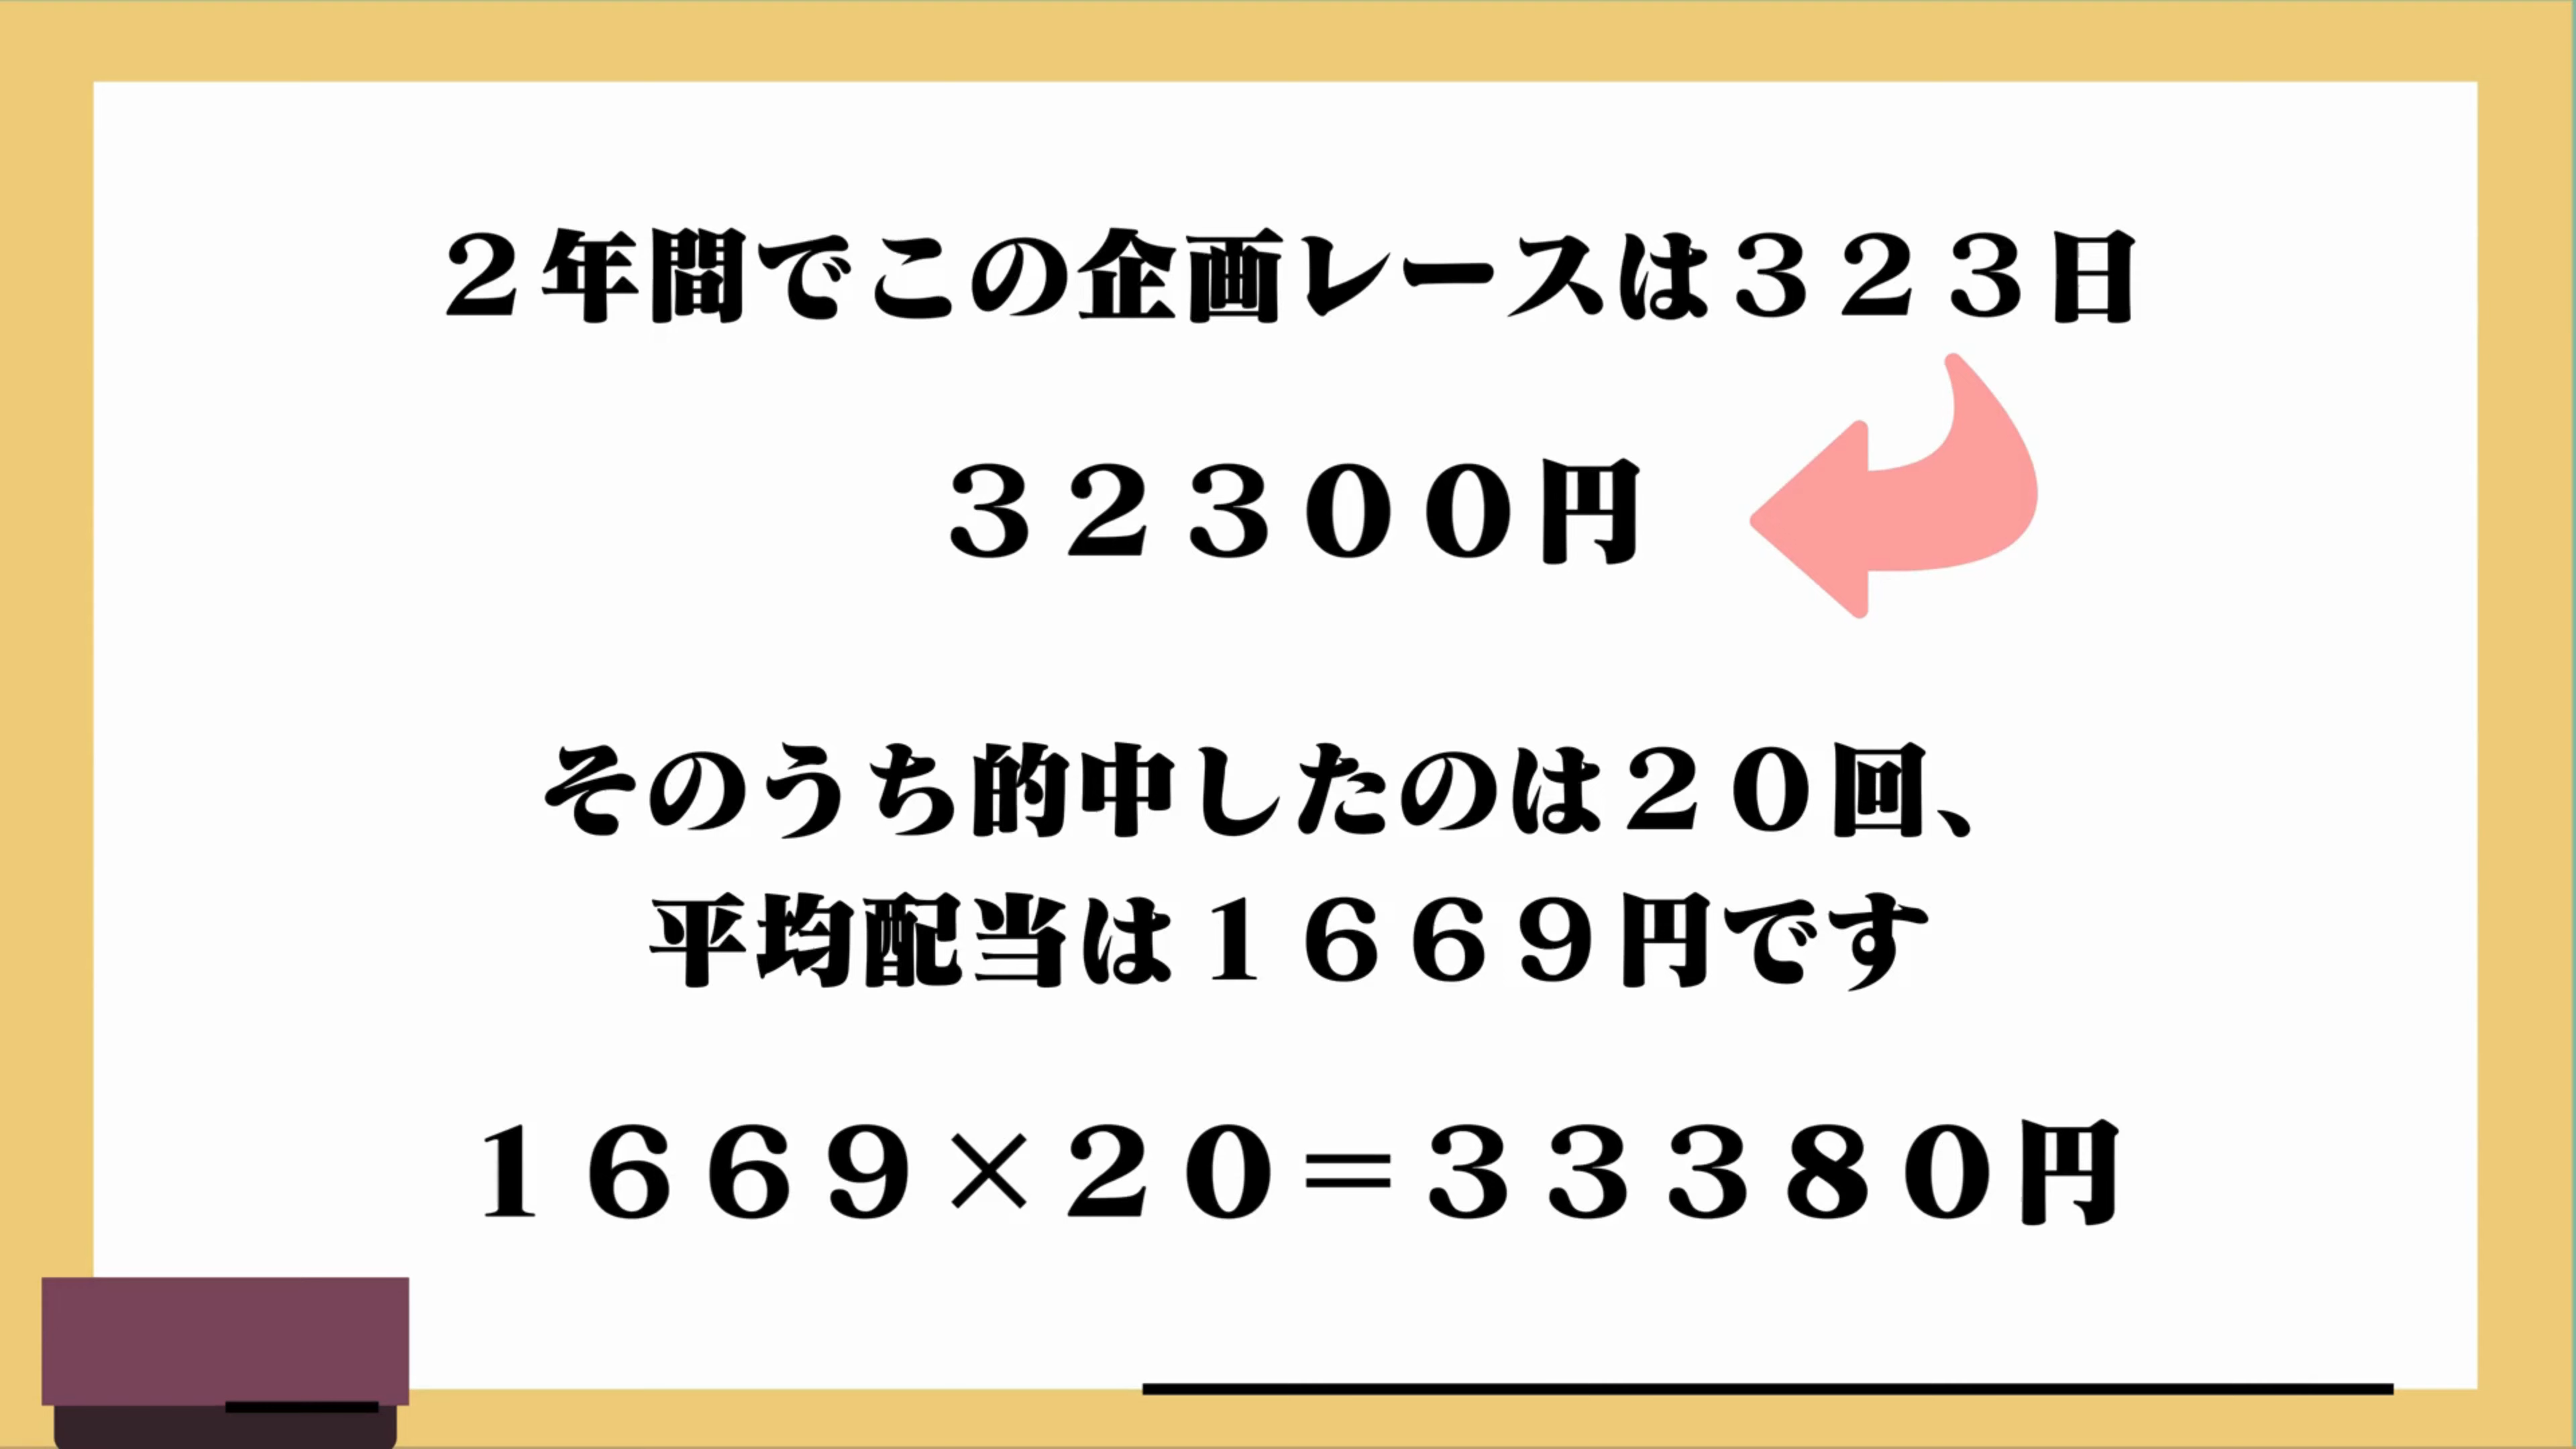 ２年間でこの企画レースは３２３日
３２３００円
そのうち的中したのは２０回、
平均配当は１６６９円です
１６６９×２０＝３３３８０円